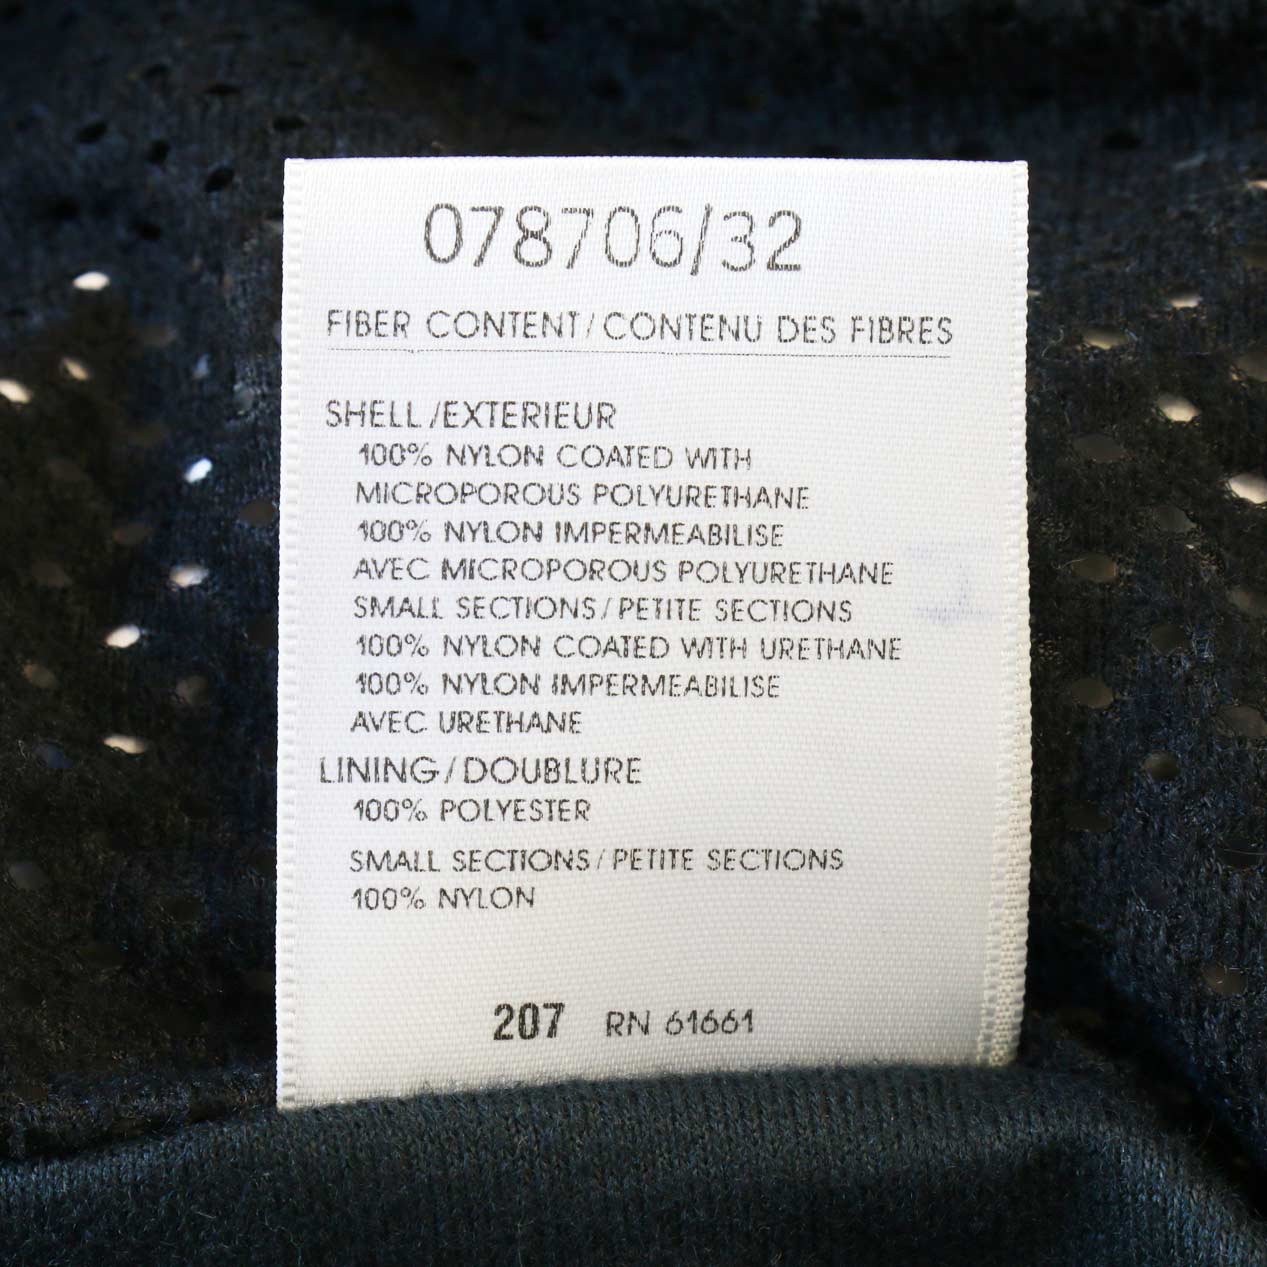 078706/32
FIBER CONTENT/CONTENU DES FIBRES
SHELL/EXTERIEUR
100% NYLON COATED WITH
MICROPOROUS POLYURETHANE
100% NYLON IMPERMEABILISE
AVEC MICROPOROUS POLYURETHANE
SMALL SECTIONS/PETITE SECTIONS
100% NYLON COATED WITH URETHANE
100% NYLON IMPERMEABILISE
AVEC URETHANE
LINING/DOUBLURE
100% POLYESTER
SMALL SECTIONS/PETITE SECTIONS
100% NYLON
207 RN 61661